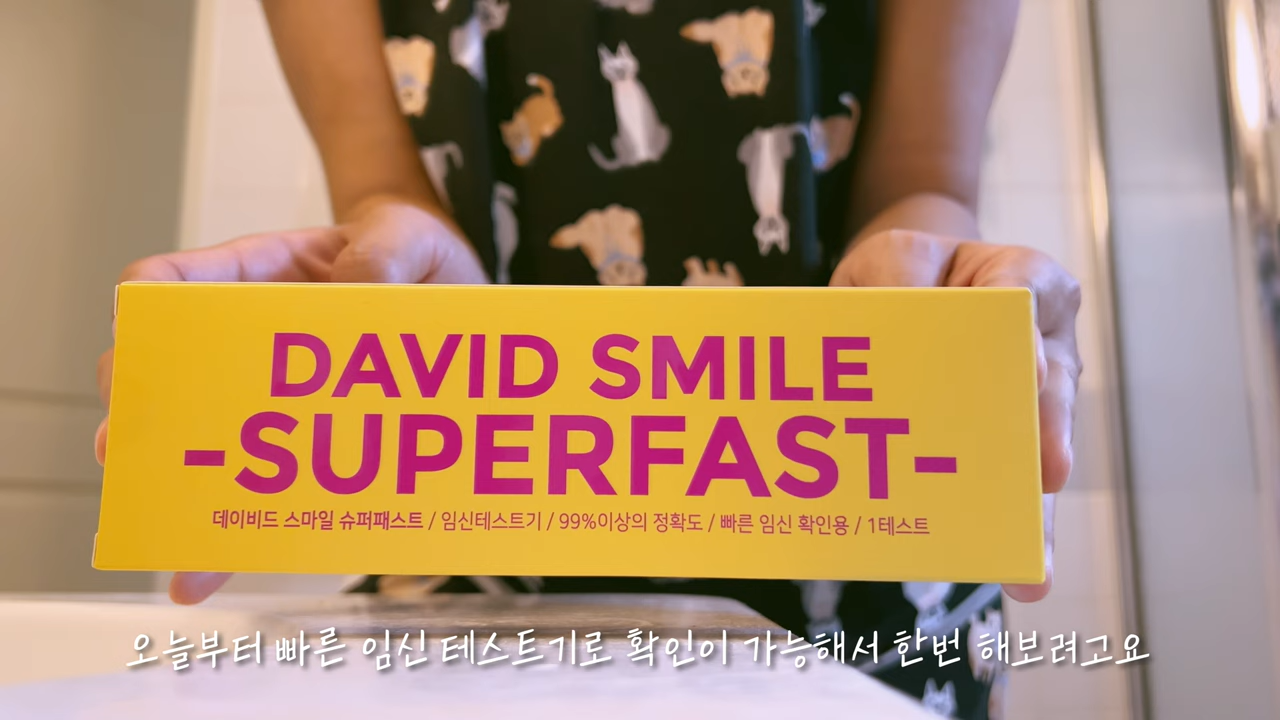 DAVID SMILE
-SUPERFAST-
데이비드 스마일 슈퍼패스트 / 임신테스트기 / 99%이상의 정확도 / 빠른 임신 확인용 / 1테스트
오늘부터 빠른 임신 테스트기로 확인이 가능해서 한번 해보려고요